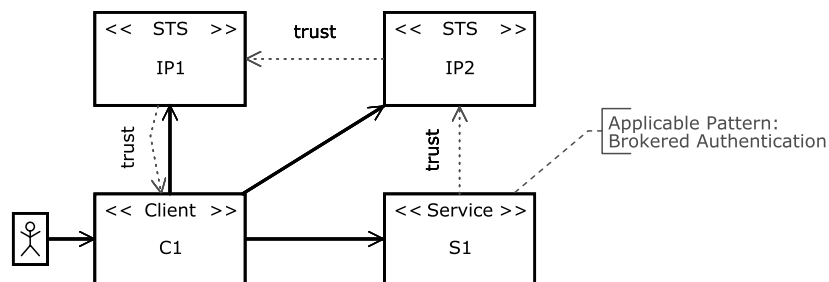 << STS >>
IP1
trust
<< STS >>
IP2
trust
trust
Applicable Pattern:
Brokered Authentication
<< Client >>
C1
<< Service >>
S1